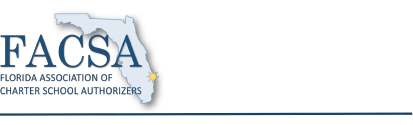 FACSA
FLORIDA ASSOCIATION OF
CHARTER SCHOOL AUTHORIZERS